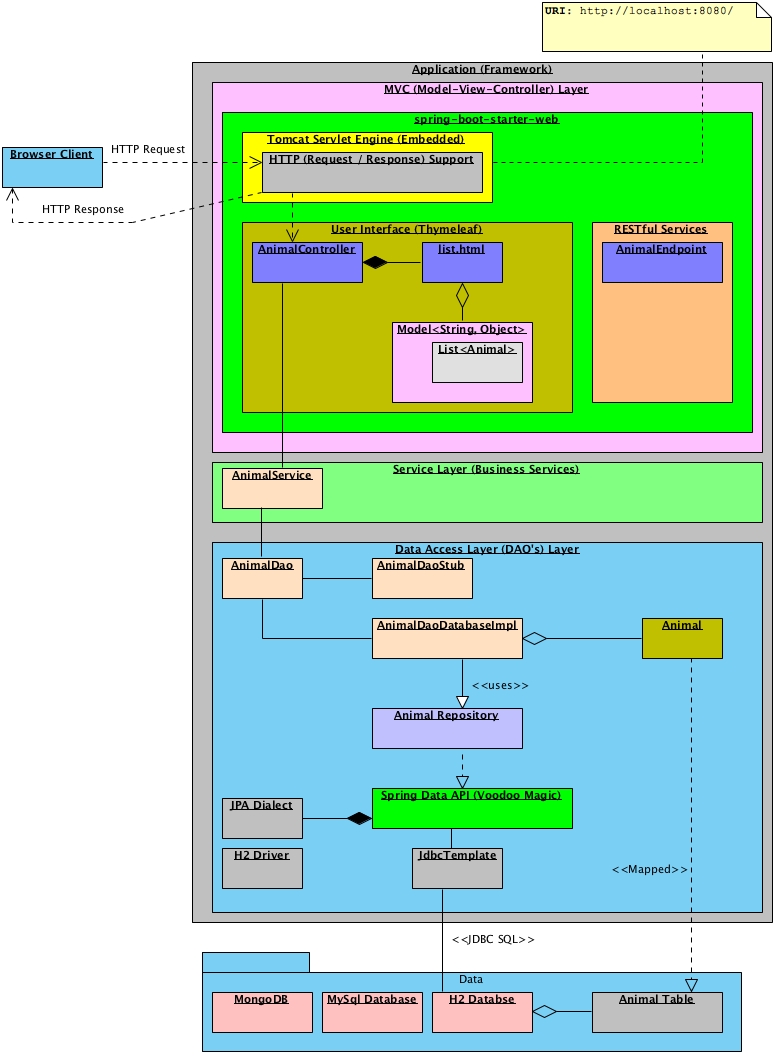 URI: http://localhost:8080/
Application (Framework)
MVC (Model-View-Controller) Layer
spring-boot-starter-web
Tomcat Servlet Engine (Embedded)
HTTP (Request / Response) Support
Browser Client
HTTP Request
HTTP Response
User Interface (Thymeleaf)
RESTful Services
AnimalController
list.html
AnimalEndpoint
Model<String, Object>
List<Animal>
Service Layer (Business Services)
AnimalService
Data Access Layer (DAO's) Layer
AnimalDao
AnimalDaoStub
AnimalDaoDatabaseImpl
Animal
<<uses>>
Animal Repository
Spring Data API (Voodoo Magic)
JPA Dialect
H2 Driver
JdbcTemplate
<<Mapped>>
<<JDBC SQL>>
Data
MongoDB
MySql Database
H2 Databse
Animal Table